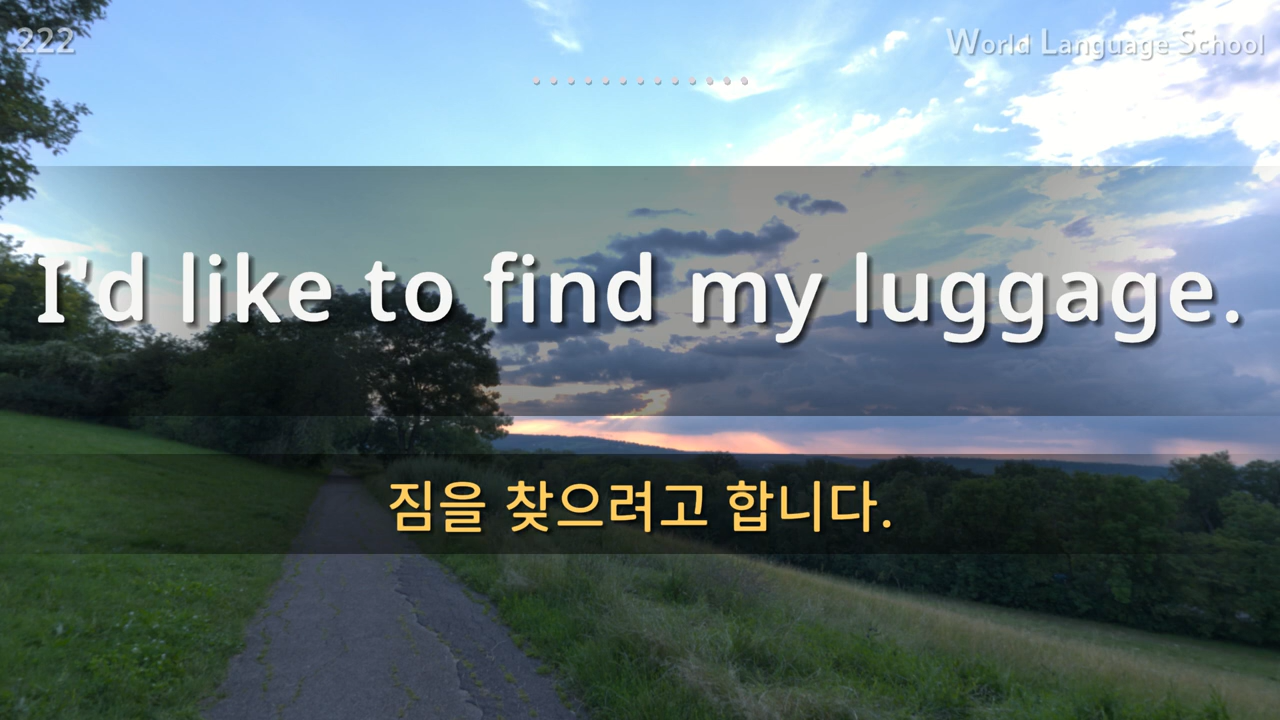 222
World Language School
I'd like to find my luggage.
짐을 찾으려고 합니다.